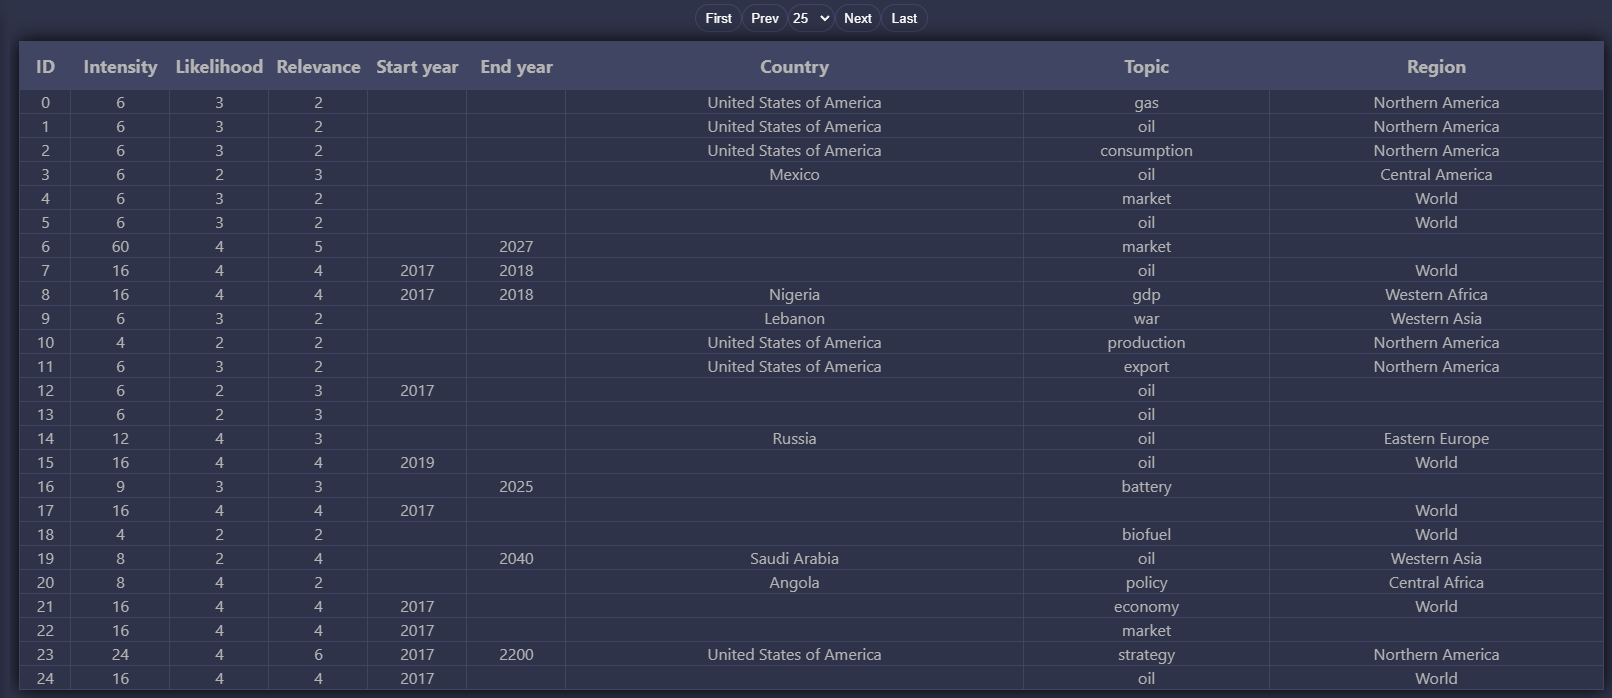 First Prev 25 Next Last
ID Intensity Likelihood Relevance Start year End year Country Topic Region
0 6 3 2 United States of America gas Northern America
1 6 3 2 United States of America oil Northern America
2 6 3 2 United States of America consumption Northern America
3 6 2 3 Mexico oil Central America
4 6 3 2 market World
5 6 3 2 oil World
6 60 4 5 2027 market
7 16 4 4 2017 2018 oil World
8 16 4 4 2017 2018 Nigeria gdp Western Africa
9 6 3 2 Lebanon war Western Asia
10 4 2 2 United States of America production Northern America
11 6 3 2 United States of America export Northern America
12 6 2 3 2017 oil
13 6 2 3 oil
14 12 4 3 Russia oil Eastern Europe
15 16 4 4 2019 oil World
16 9 3 3 2025 battery
17 16 4 4 2017 World
18 4 2 2 biofuel World
19 8 2 4 2040 Saudi Arabia oil Western Asia
20 8 4 2 Angola policy Central Africa
21 16 4 4 2017 economy World
22 16 4 4 2017 market
23 24 4 6 2017 2200 United States of America strategy Northern America
24 16 4 4 2017 oil World